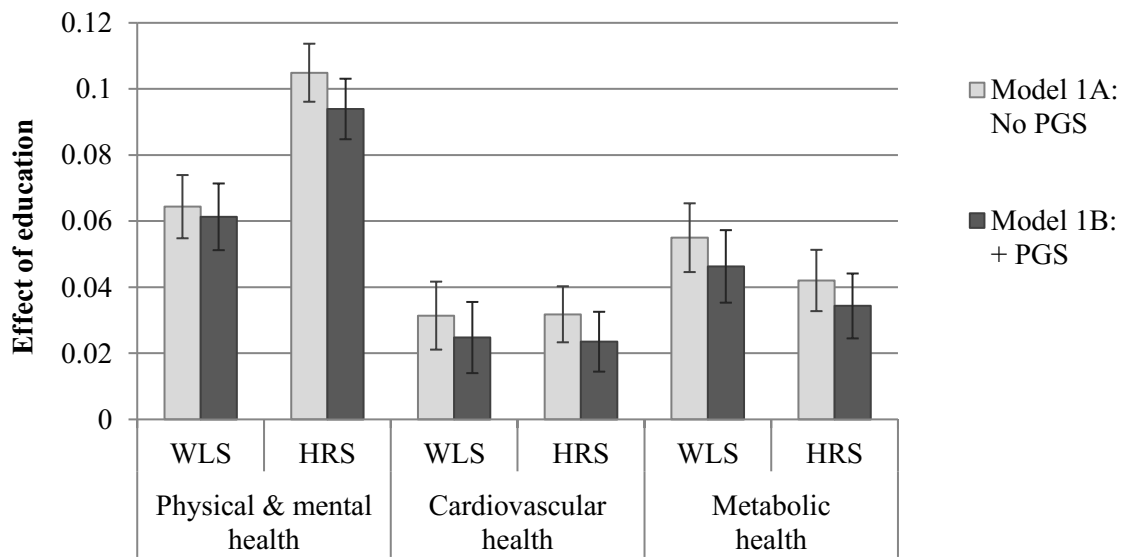 0.12
0.1
0.08
0.06
0.04
0.02
0
Effect of education
WLS HRS WLS HRS WLS HRS
Physical & mental Cardiovascular Metabolic
health health health
Model 1A:
No PGS
Model 1B:
+ PGS